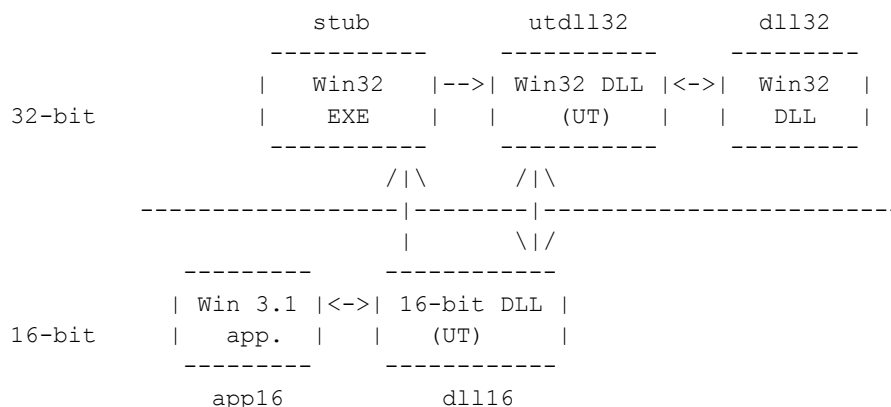 stub utdll32 dll32
----------- ----------- ---------
| Win32 |-->| Win32 DLL |<->| Win32 |
32-bit | EXE | | (UT) | | DLL |
----------- ----------- ---------
/|\ /|\
------------------|--------|-------------------------
| \|/
--------- ------------
| Win 3.1 |<->| 16-bit DLL |
16-bit | app. | | (UT) |
--------- ------------
app16 dll16